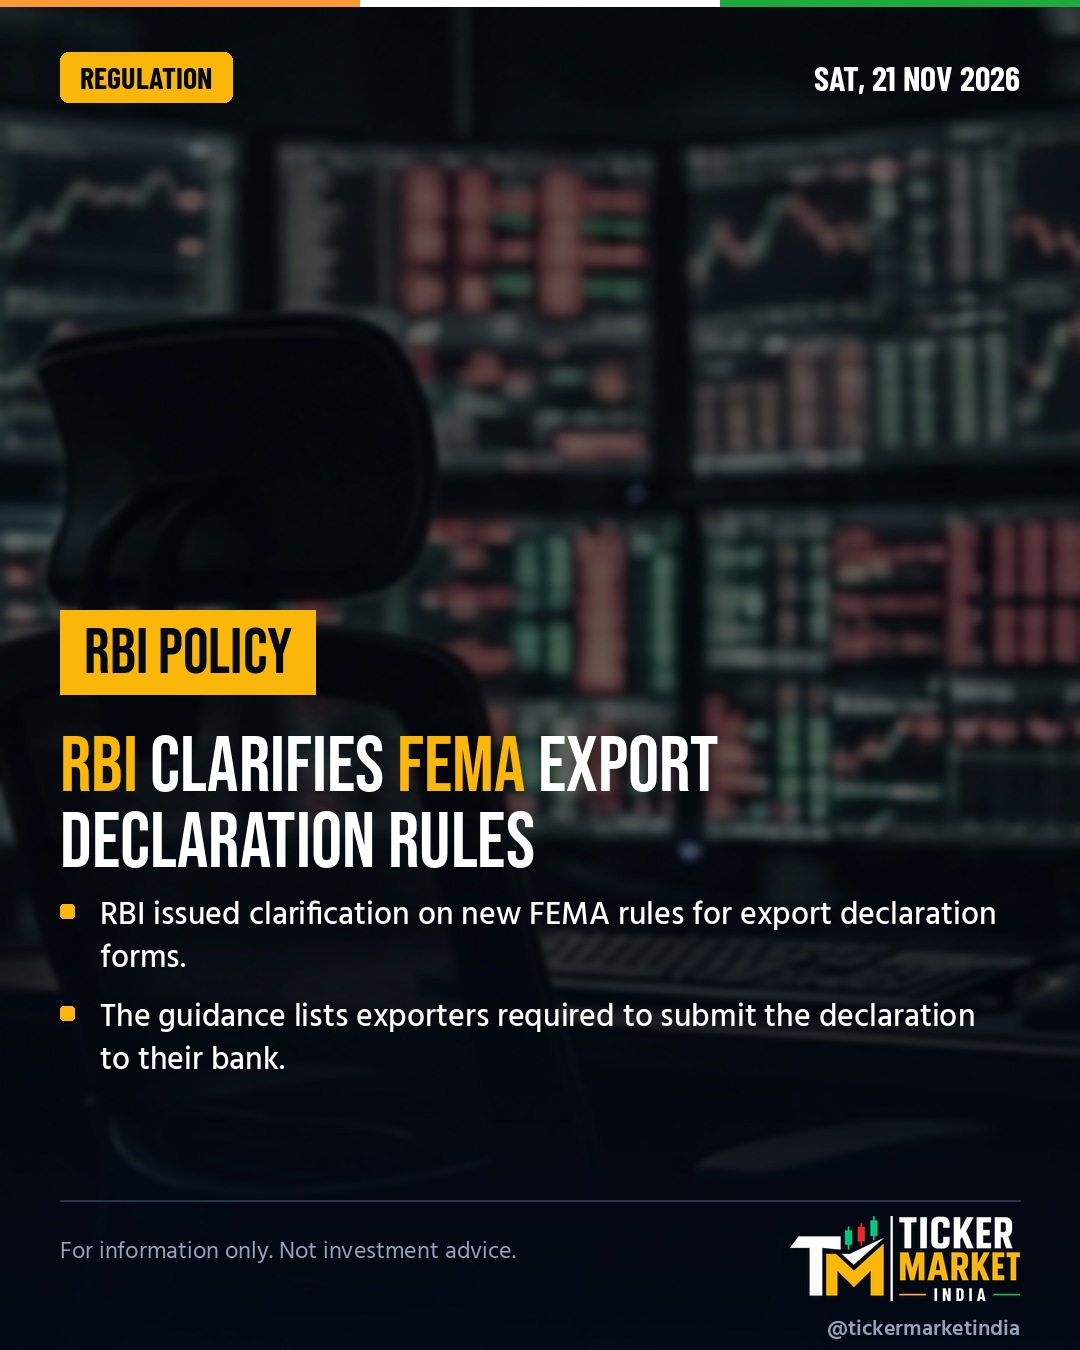 REGULATION
SAT, 21 NOV 2026
RBI POLICY
RBI CLARIFIES FEMA EXPORT
DECLARATION RULES
RBI issued clarification on new FEMA rules for export declaration
forms.
The guidance lists exporters required to submit the declaration
to their bank.
For information only. Not investment advice.
TM
TICKER
MARKET
INDIA
@tickermarketindia